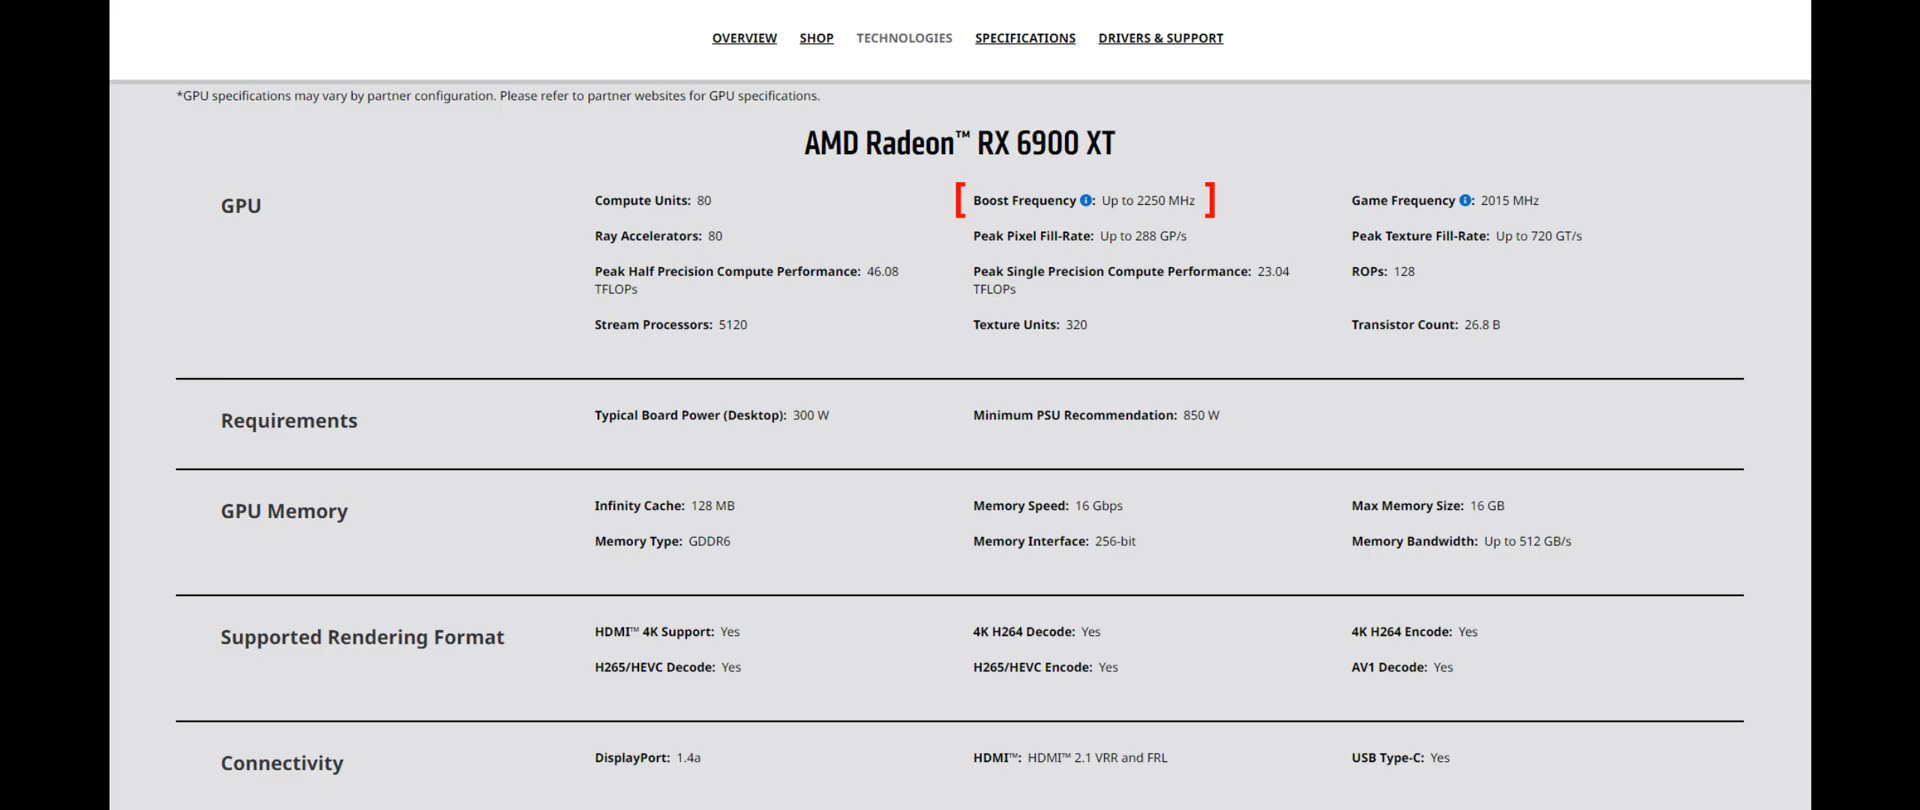 OVERVIEW SHOP TECHNOLOGIES SPECIFICATIONS DRIVERS & SUPPORT
*GPU specifications may vary by partner configuration. Please refer to partner websites for GPU specifications.
AMD Radeon™ RX 6900 XT
GPU
Compute Units: 80
[ Boost Frequency i: Up to 2250 MHz ]
Game Frequency i: 2015 MHz
Ray Accelerators: 80
Peak Pixel Fill-Rate: Up to 288 GP/s
Peak Texture Fill-Rate: Up to 720 GT/s
Peak Half Precision Compute Performance: 46.08
TFLOPs
Peak Single Precision Compute Performance: 23.04
TFLOPs
ROPs: 128
Stream Processors: 5120
Texture Units: 320
Transistor Count: 26.8 B
Requirements
Typical Board Power (Desktop): 300 W
Minimum PSU Recommendation: 850 W
GPU Memory
Infinity Cache: 128 MB
Memory Speed: 16 Gbps
Max Memory Size: 16 GB
Memory Type: GDDR6
Memory Interface: 256-bit
Memory Bandwidth: Up to 512 GB/s
Supported Rendering Format
HDMI™ 4K Support: Yes
4K H264 Decode: Yes
4K H264 Encode: Yes
H265/HEVC Decode: Yes
H265/HEVC Encode: Yes
AV1 Decode: Yes
Connectivity
DisplayPort: 1.4a
HDMI™: HDMI™ 2.1 VRR and FRL
USB Type-C: Yes